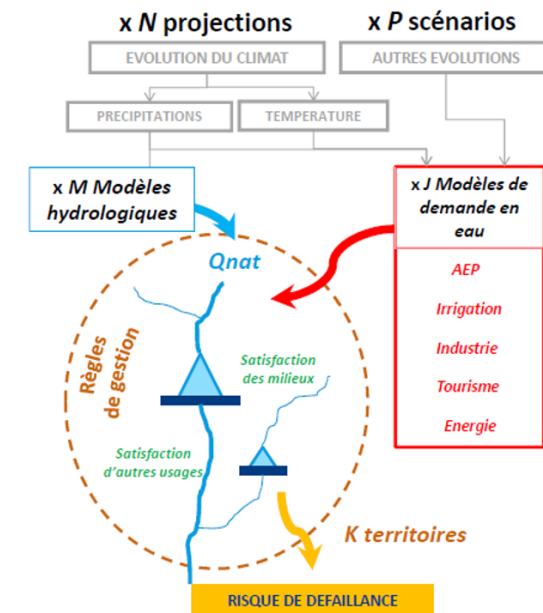 x N projections
x P scénarios
EVOLUTION DU CLIMAT
AUTRES EVOLUTIONS
PRECIPITATIONS
TEMPERATURE
x M Modèles
hydrologiques
x J Modèles de
demande en
eau
AEP
Irrigation
Industrie
Tourisme
Energie
Qnat
Règles
de gestion
Satisfaction
des milieux
Satisfaction
d'autres usages
K territoires
RISQUE DE DEFAILLANCE